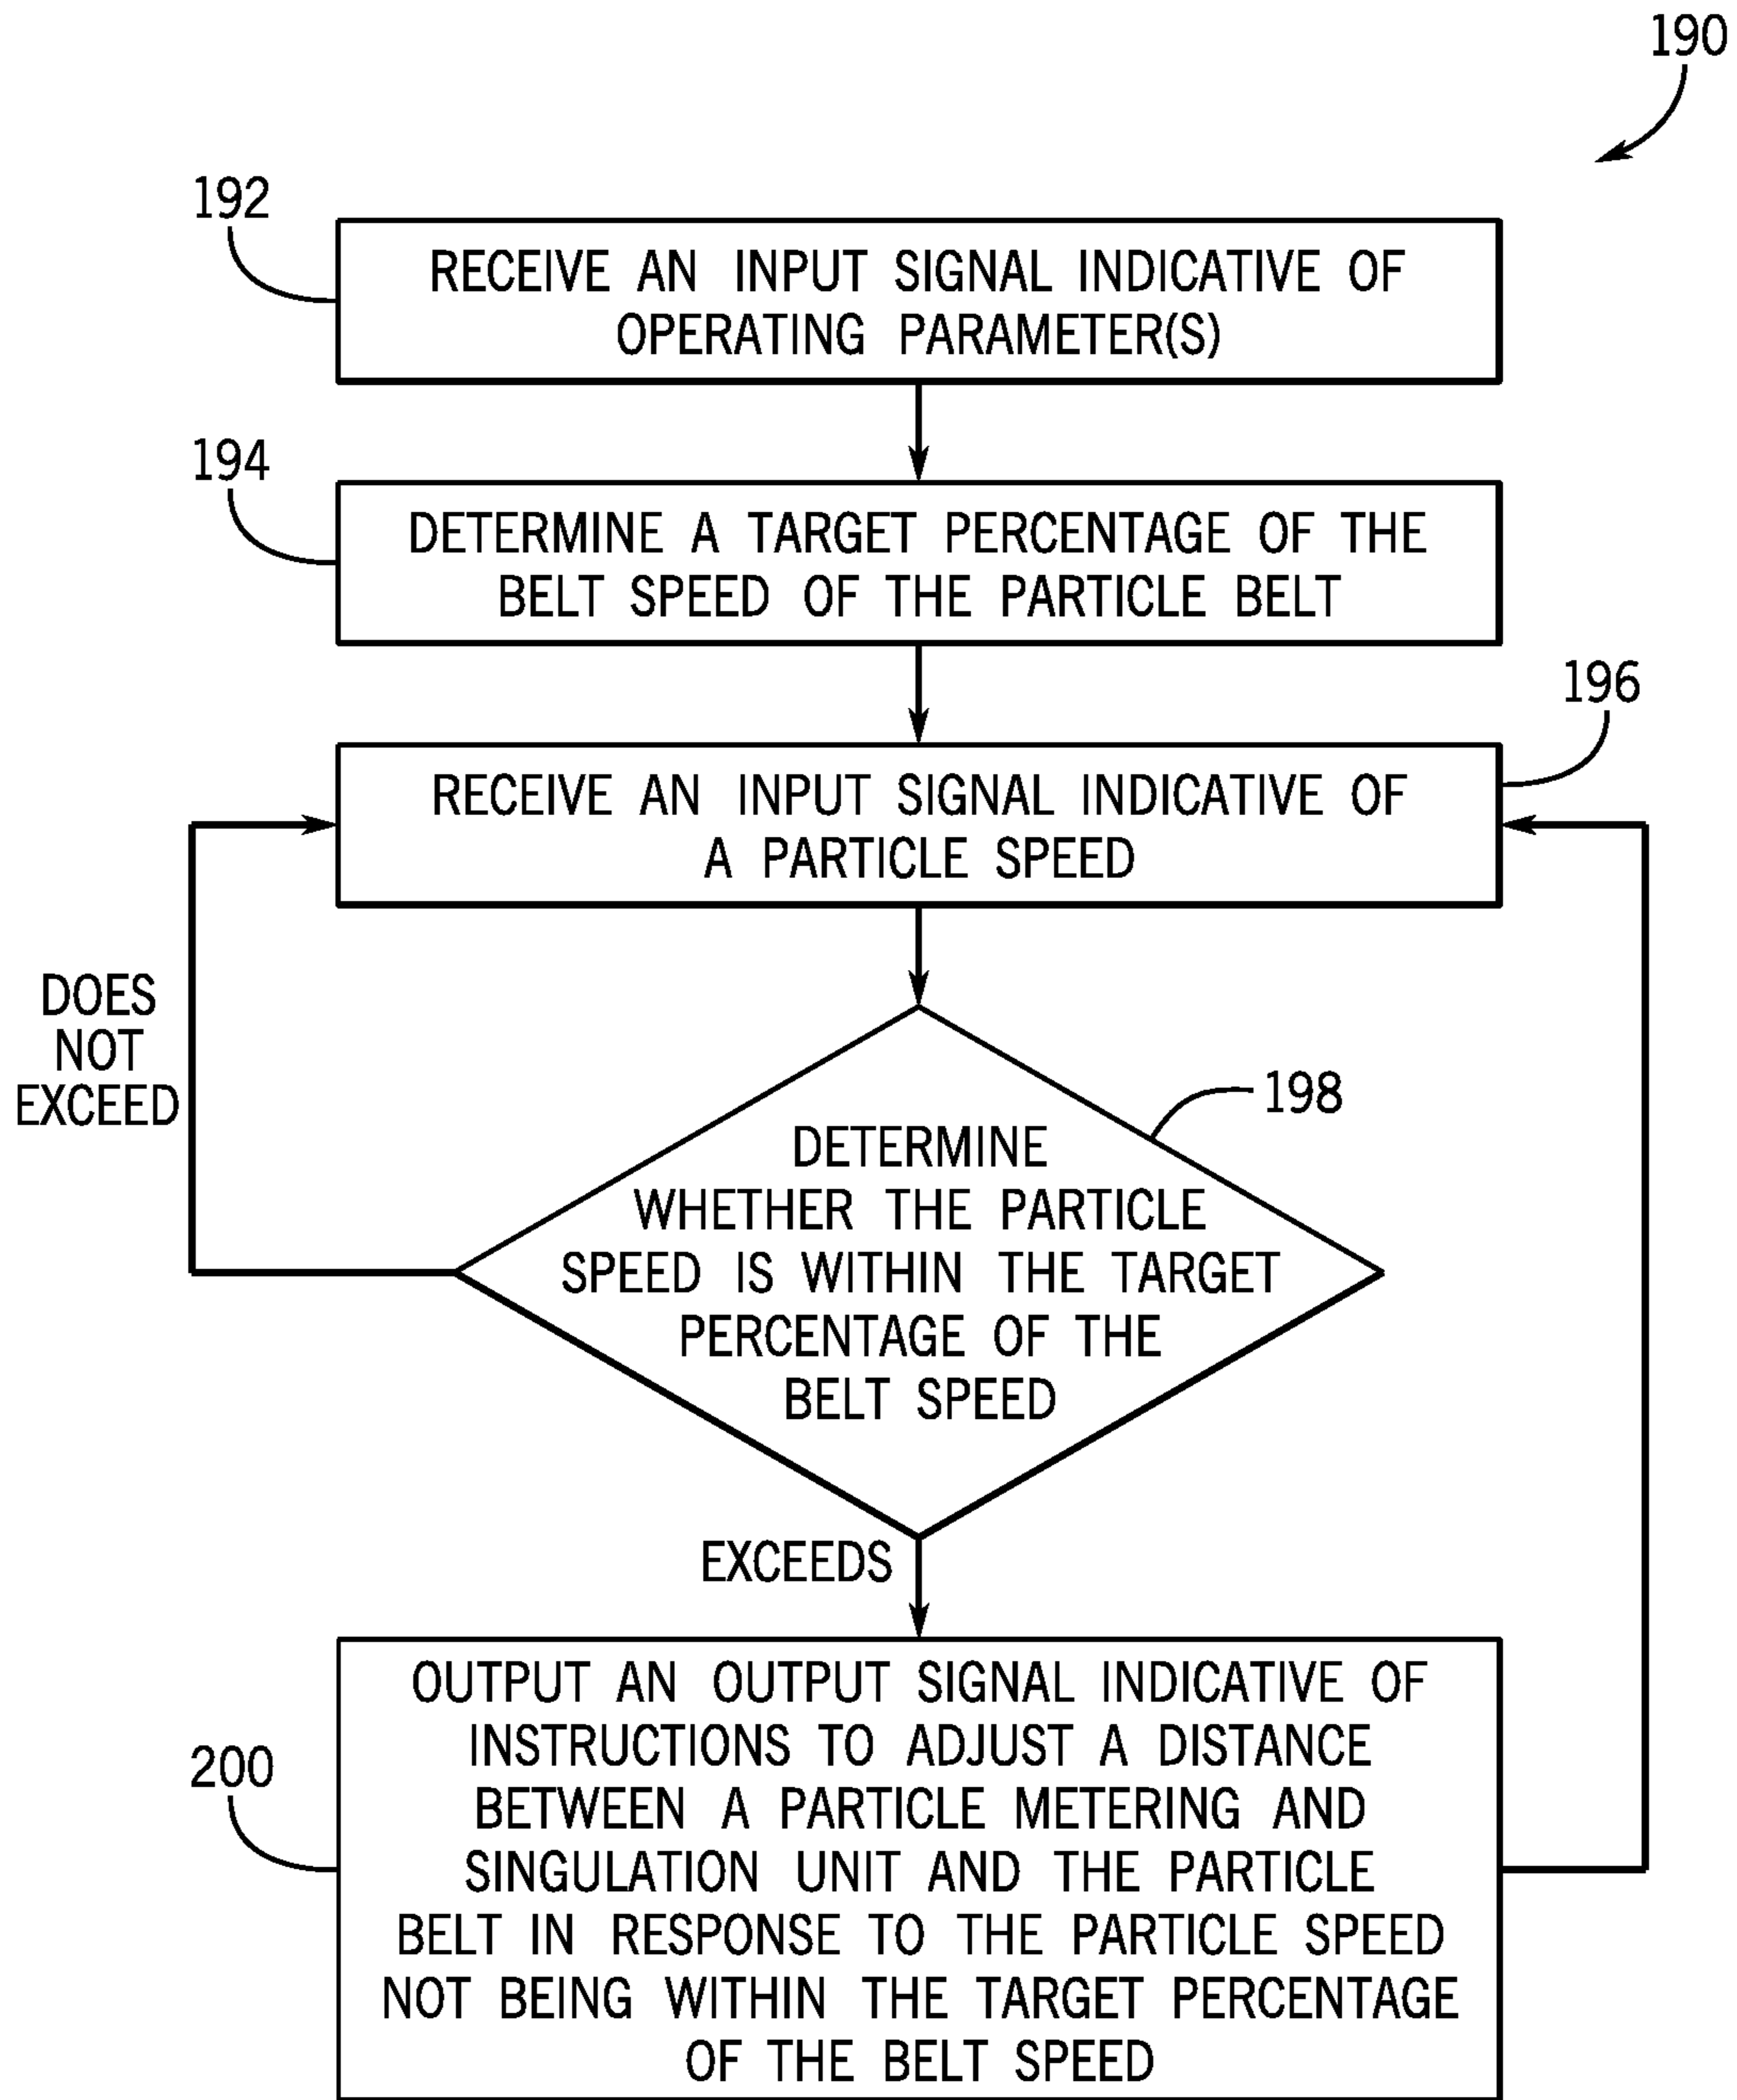 190
192
RECEIVE AN INPUT SIGNAL INDICATIVE OF
OPERATING PARAMETER(S)
194
DETERMINE A TARGET PERCENTAGE OF THE
BELT SPEED OF THE PARTICLE BELT
196
RECEIVE AN INPUT SIGNAL INDICATIVE OF
A PARTICLE SPEED
DOES
NOT
EXCEED
198
DETERMINE
WHETHER THE PARTICLE
SPEED IS WITHIN THE TARGET
PERCENTAGE OF THE
BELT SPEED
EXCEEDS
200
OUTPUT AN OUTPUT SIGNAL INDICATIVE OF
INSTRUCTIONS TO ADJUST A DISTANCE
BETWEEN A PARTICLE METERING AND
SINGULATION UNIT AND THE PARTICLE
BELT IN RESPONSE TO THE PARTICLE SPEED
NOT BEING WITHIN THE TARGET PERCENTAGE
OF THE BELT SPEED